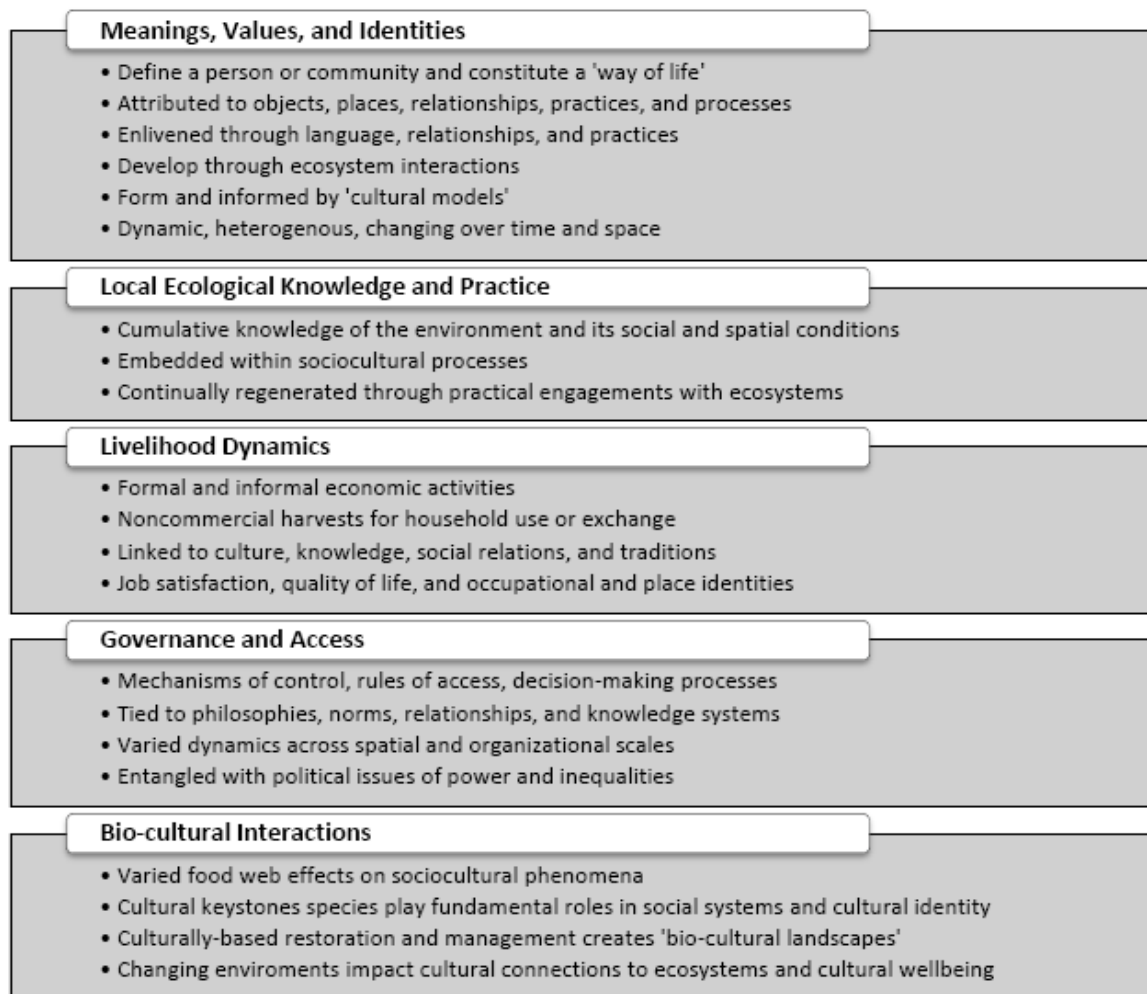 Meanings, Values, and Identities
• Define a person or community and constitute a 'way of life'
• Attributed to objects, places, relationships, practices, and processes
• Enlivened through language, relationships, and practices
• Develop through ecosystem interactions
• Form and informed by 'cultural models'
• Dynamic, heterogenous, changing over time and space
Local Ecological Knowledge and Practice
• Cumulative knowledge of the environment and its social and spatial conditions
• Embedded within sociocultural processes
• Continually regenerated through practical engagements with ecosystems
Livelihood Dynamics
• Formal and informal economic activities
• Noncommercial harvests for household use or exchange
• Linked to culture, knowledge, social relations, and traditions
• Job satisfaction, quality of life, and occupational and place identities
Governance and Access
• Mechanisms of control, rules of access, decision-making processes
• Tied to philosophies, norms, relationships, and knowledge systems
• Varied dynamics across spatial and organizational scales
• Entangled with political issues of power and inequalities
Bio-cultural Interactions
• Varied food web effects on sociocultural phenomena
• Cultural keystones species play fundamental roles in social systems and cultural identity
• Culturally-based restoration and management creates 'bio-cultural landscapes'
• Changing enviroments impact cultural connections to ecosystems and cultural wellbeing